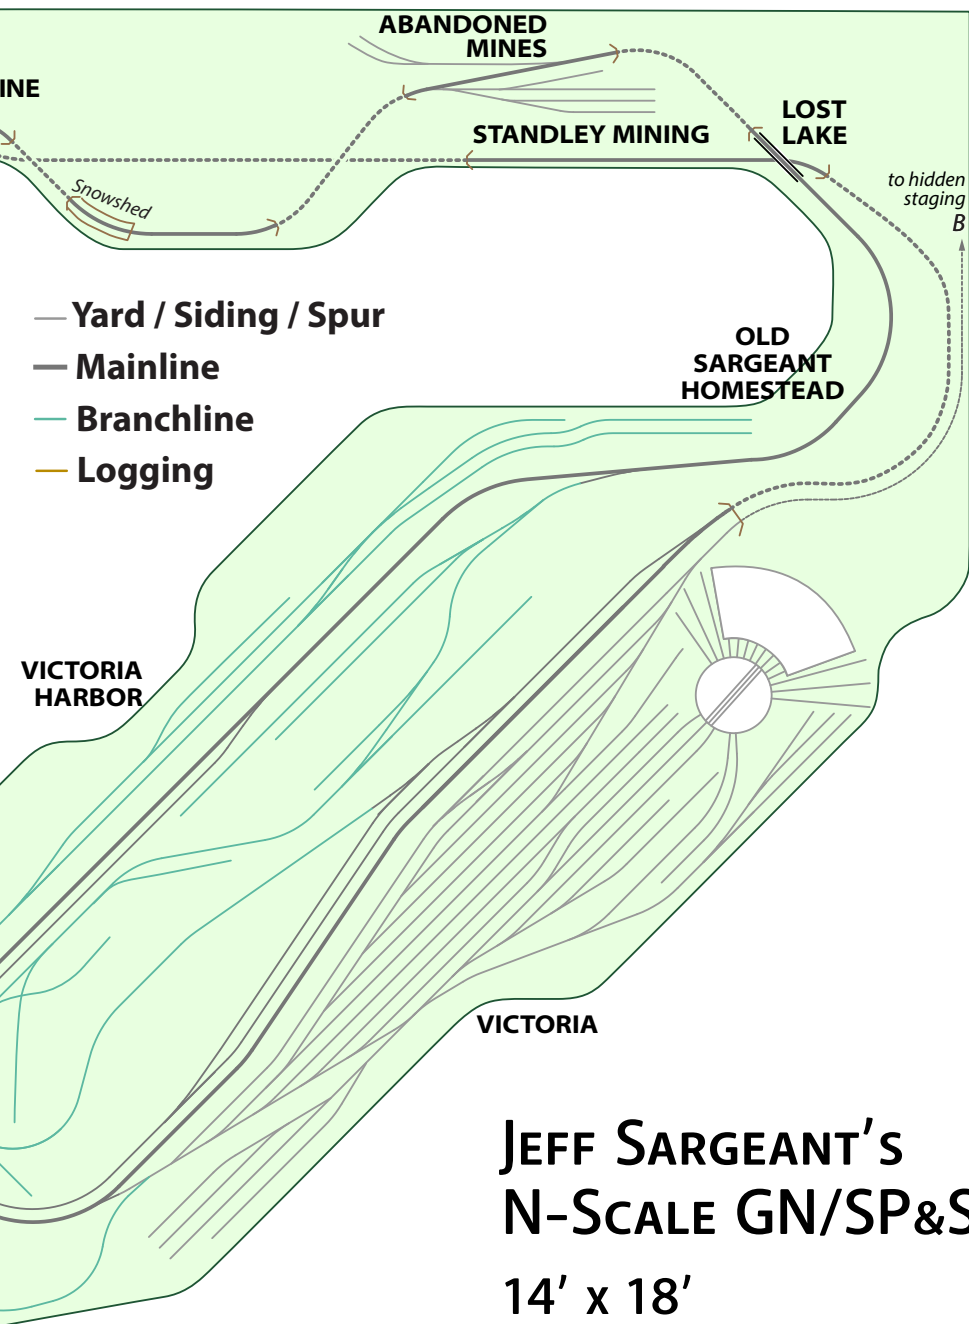 ABANDONED
MINES
INE
LOST
LAKE
STANDLEY MINING
to hidden
staging
B
Snowshed
Yard / Siding / Spur
Mainline
Branchline
Logging
OLD
SARGEANT
HOMESTEAD
VICTORIA
HARBOR
VICTORIA
Jeff Sargeant's
N-Scale GN/SP&S
14' x 18'